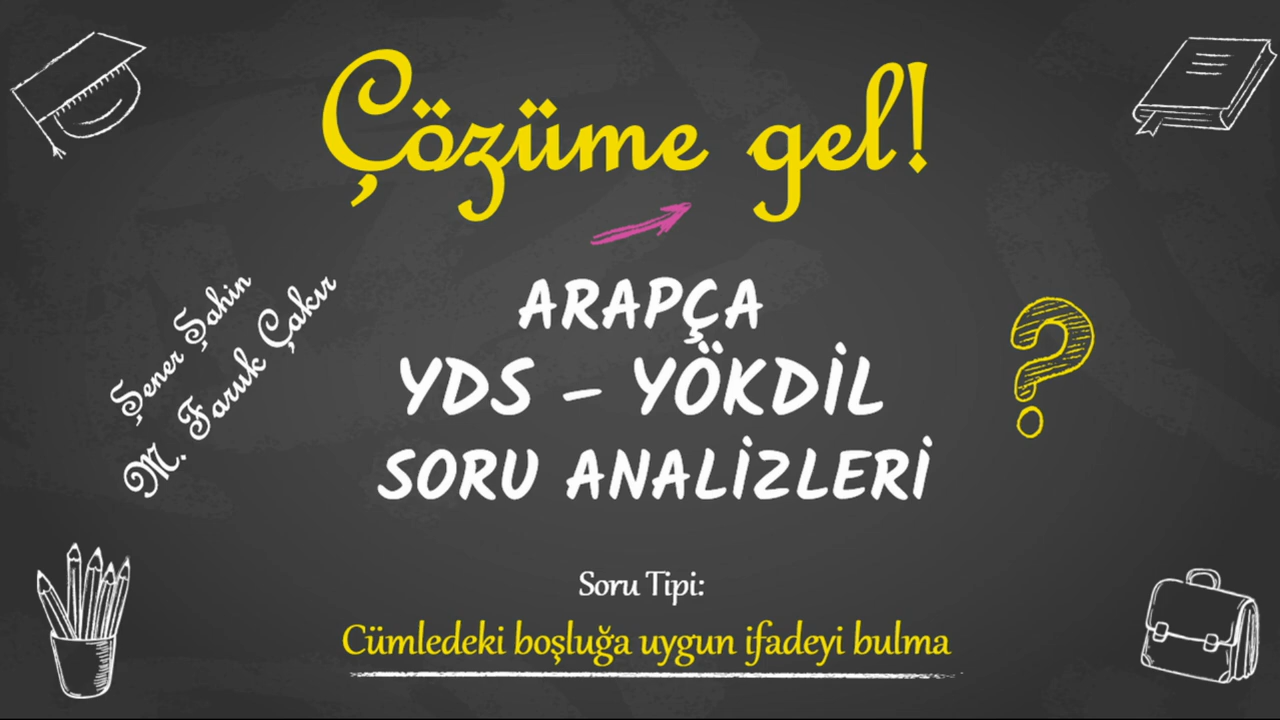 Çözüme gel!
Şener Şahin
M. Faruk Çakır
ARAPÇA
YDS – YÖKDİL
SORU ANALİZLERİ
?
Soru Tipi:
Cümledeki boşluğa uygun ifadeyi bulma